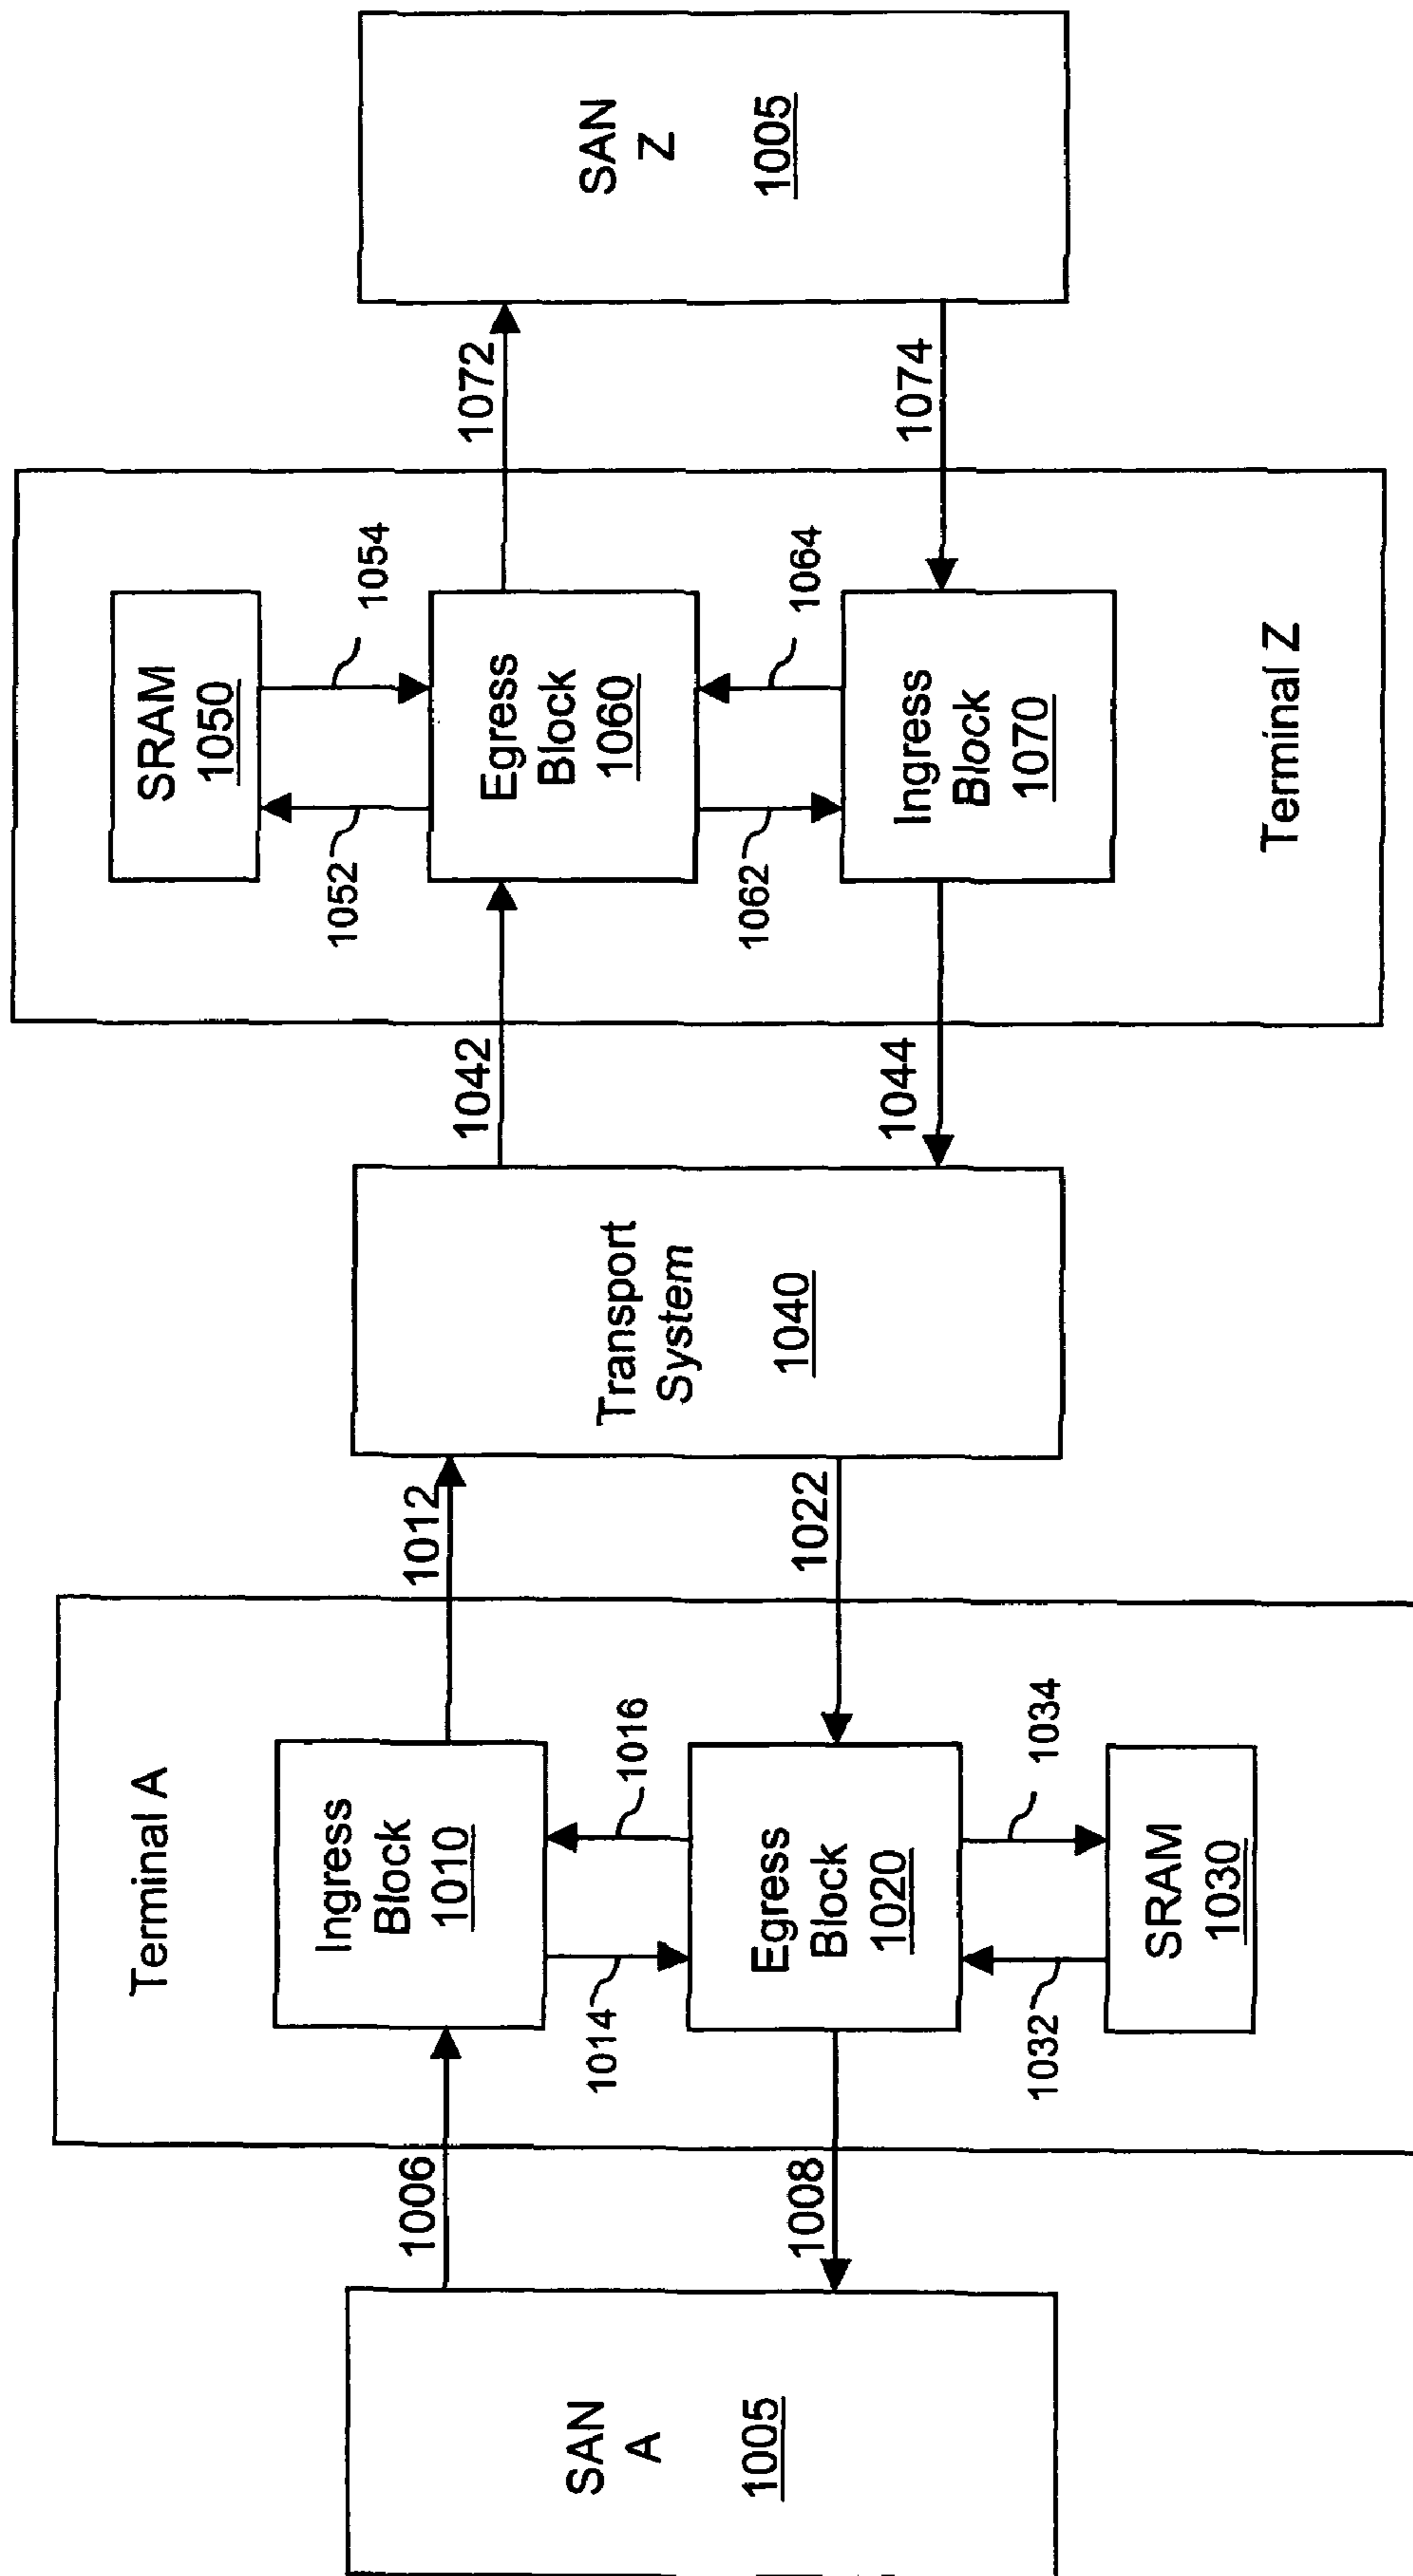 SAN
A
1005
1006
1008
Terminal A
Ingress
Block
1010
1014
1016
Egress
Block
1020
1032
1034
SRAM
1030
1012
1022
Transport
System
1040
1042
1044
SRAM
1050
1052
1054
Egress
Block
1060
1062
1064
Ingress
Block
1070
Terminal Z
1072
1074
SAN
Z
1005